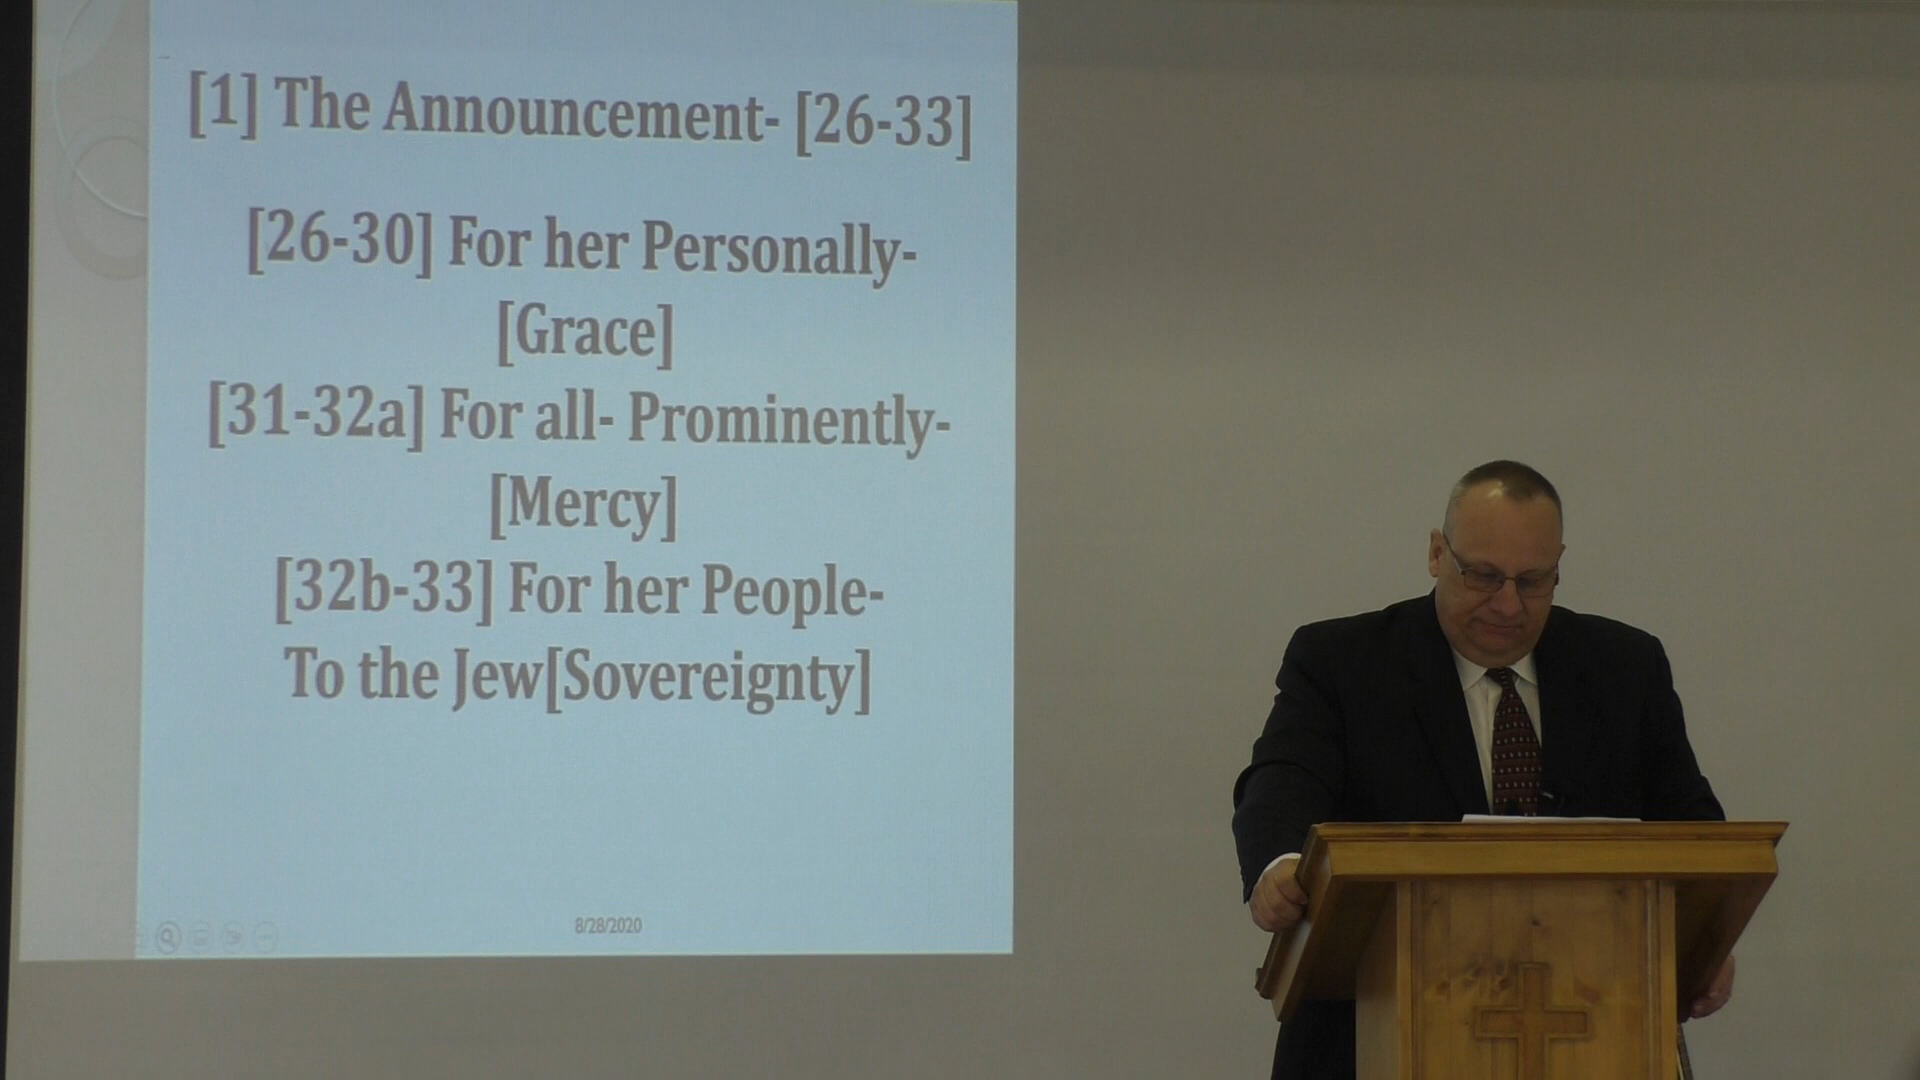 [1] The Announcement- [26-33]
[26-30] For her Personally-
[Grace]
[31-32a] For all- Prominently-
[Mercy]
[32b-33] For her People-
To the Jew[Sovereignty]
8/28/2020